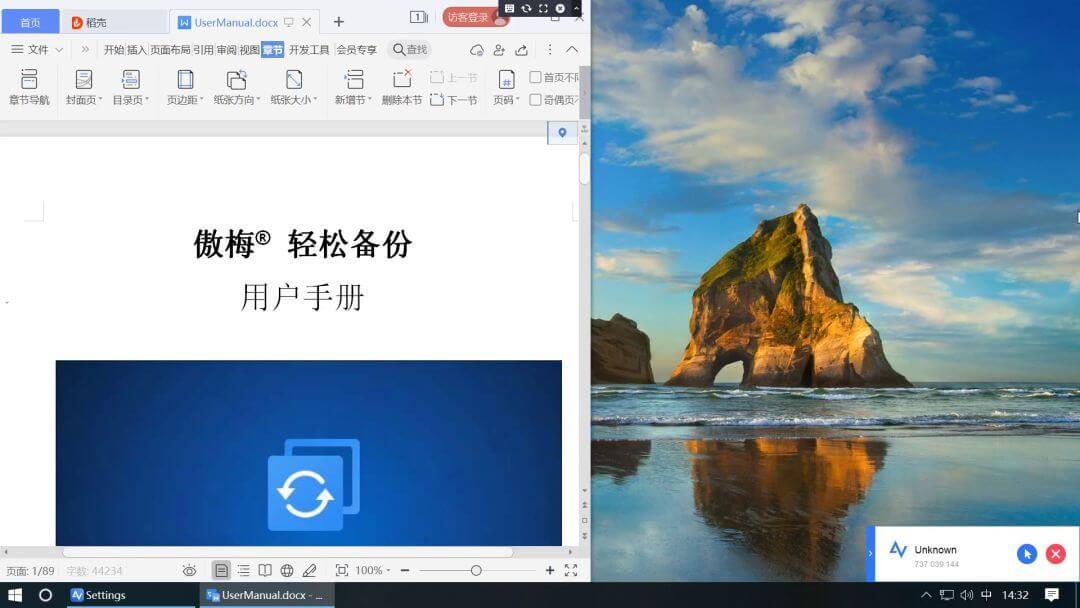 首页
稻壳
UserManual.docx
1
访客登录
文件
开始 插入 页面布局 引用 审阅 视图 章节 开发工具 会员专享
查找
章节导航
封面页
目录页
页边距
纸张方向
纸张大小
新增节
删除本节
上一节
下一节
页码
首页不
奇偶页
傲梅® 轻松备份
用户手册
页面: 1/89
字数: 44234
100%
Unknown
737 039 144
Settings
UserManual.docx - ...
中
14:32